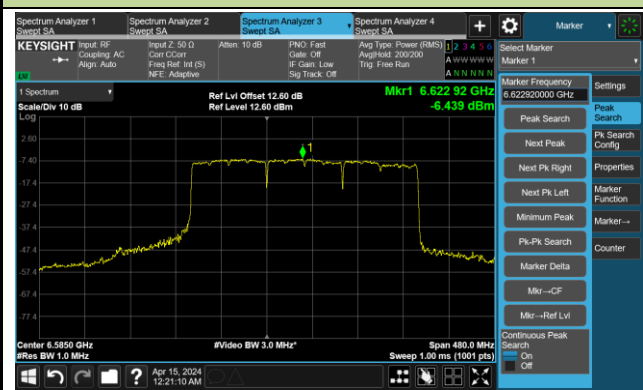 Spectrum Analyzer 1 Spectrum Analyzer 2 Spectrum Analyzer 3 Spectrum Analyzer 4 + Marker
Swept SA Swept SA Swept SA Swept SA
KEYSIGHT Input: RF Input Z: 50 Ω Atten: 10 dB PNO: Fast Avg Type: Power (RMS) 1 2 3 4 5 6 Select Marker
Coupling: AC Corr CCorr Gate: Off Avg|Hold: 200/200 A W W W W W Marker 1
Align: Auto Freq Ref: Int (S) IF Gain: Low Trig: Free Run
NFE: Adaptive Sig Track: Off A N N N N N
LVI
1 Spectrum Ref Lvl Offset 12.60 dB Mkr1 6.622 92 GHz Marker Frequency Settings
Scale/Div 10 dB Ref Level 12.60 dBm -6.439 dBm 6.622920000 GHz
Log
Peak Search Peak Search
2.60
Next Peak Pk Search Config
-7.40 1
Next Pk Right Properties
-17.4
Next Pk Left Marker Function
-27.4
Minimum Peak Marker→
-37.4
Pk-Pk Search Counter
-47.4
Marker Delta
-57.4
Mkr→CF
-67.4
Mkr→Ref Lvl
-77.4
Continuous Peak Search
On
Off
Center 6.5850 GHz #Video BW 3.0 MHz* Span 480.0 MHz
#Res BW 1.0 MHz Sweep 1.00 ms (1001 pts)
? Apr 15, 2024
12:21:10 AM